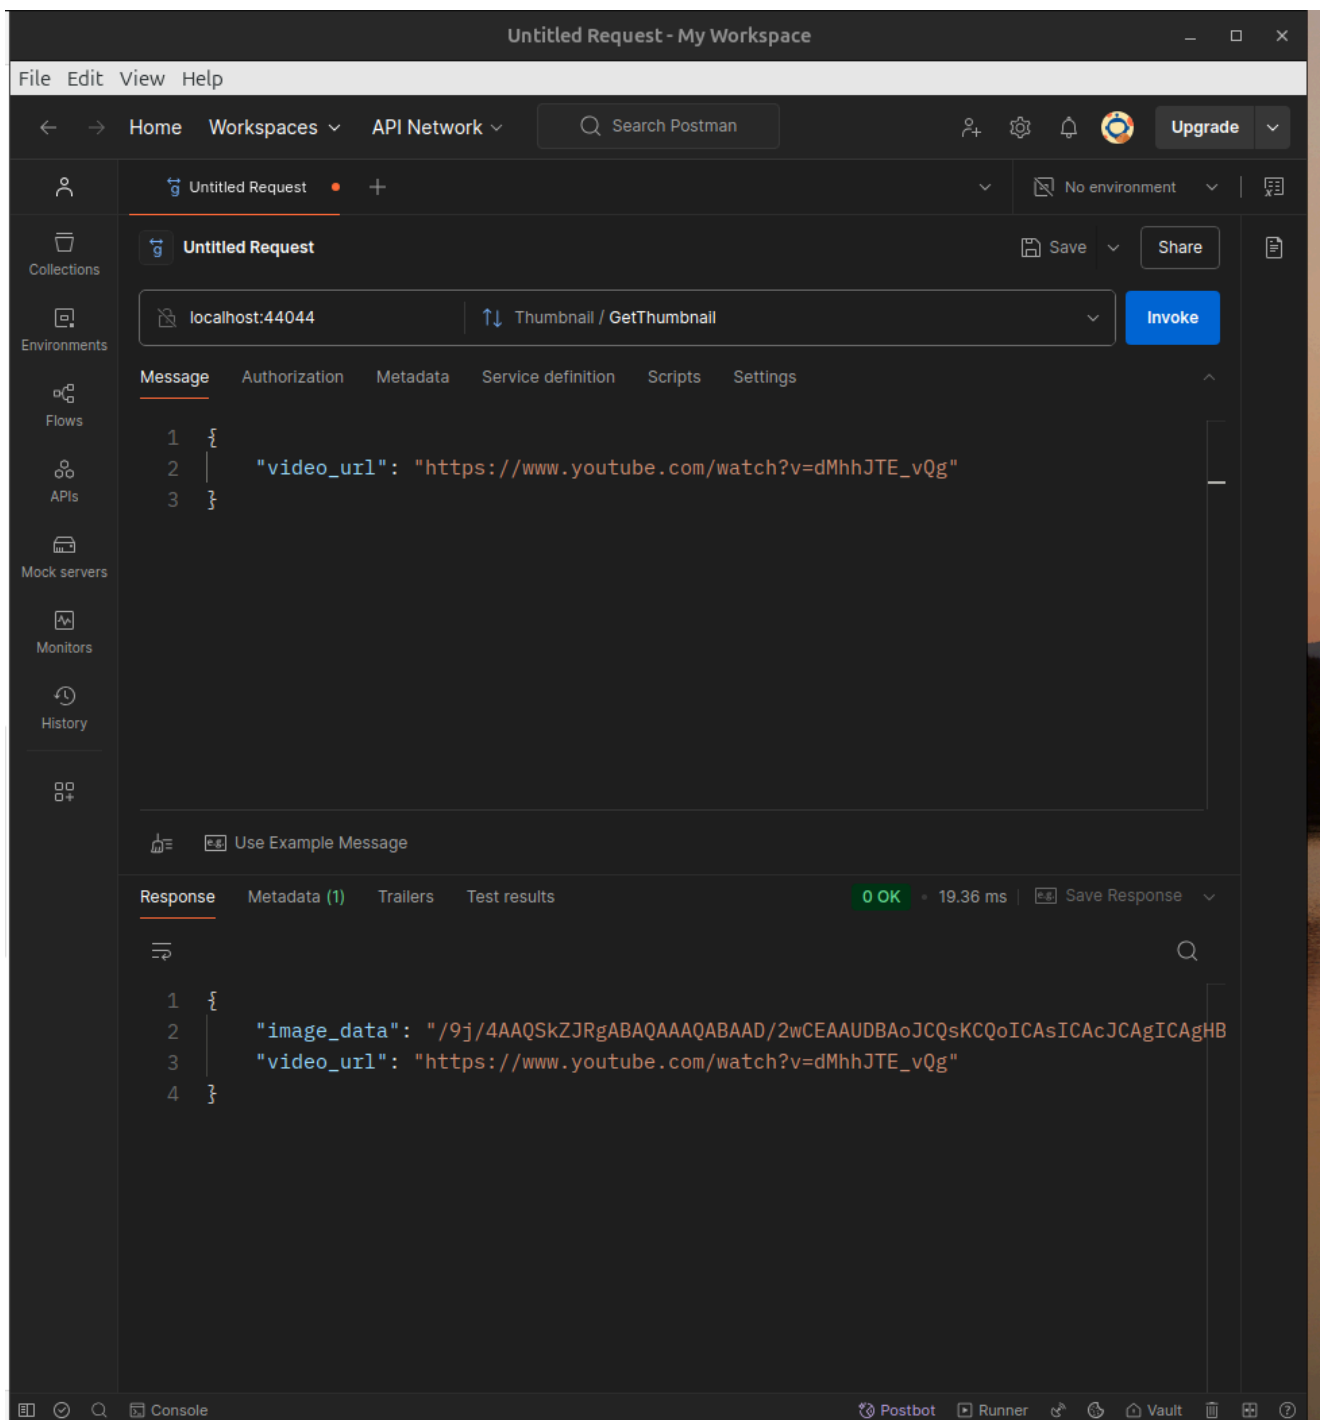 Untitled Request - My Workspace
File Edit View Help
Home Workspaces API Network Search Postman Upgrade
Untitled Request No environment
Untitled Request Save Share
Collections
localhost:44044 Thumbnail / GetThumbnail Invoke
Environments
Message Authorization Metadata Service definition Scripts Settings
Flows
1 {
2 "video_url": "https://www.youtube.com/watch?v=dMhhJTE_vQg"
3 }
APIs
Mock servers
Monitors
History
e.g. Use Example Message
Response Metadata (1) Trailers Test results 0 OK 19.36 ms e.g. Save Response
1 {
2 "image_data": "/9j/4AAQSkZJRgABAQAAAQABAAD/2wCEAAUDBAoJCQsKCQoICAsICAcJCAgICAgHB
3 "video_url": "https://www.youtube.com/watch?v=dMhhJTE_vQg"
4 }
Console Postbot Runner Vault